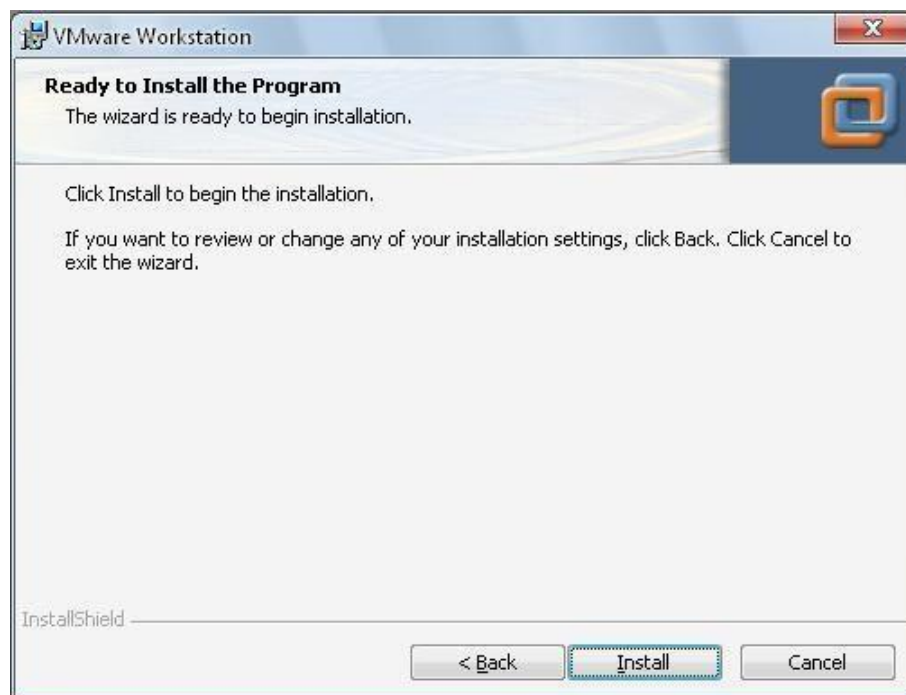 VMware Workstation
Ready to Install the Program
The wizard is ready to begin installation.
Click Install to begin the installation.
If you want to review or change any of your installation settings, click Back. Click Cancel to
exit the wizard.
InstallShield
< Back
Install
Cancel